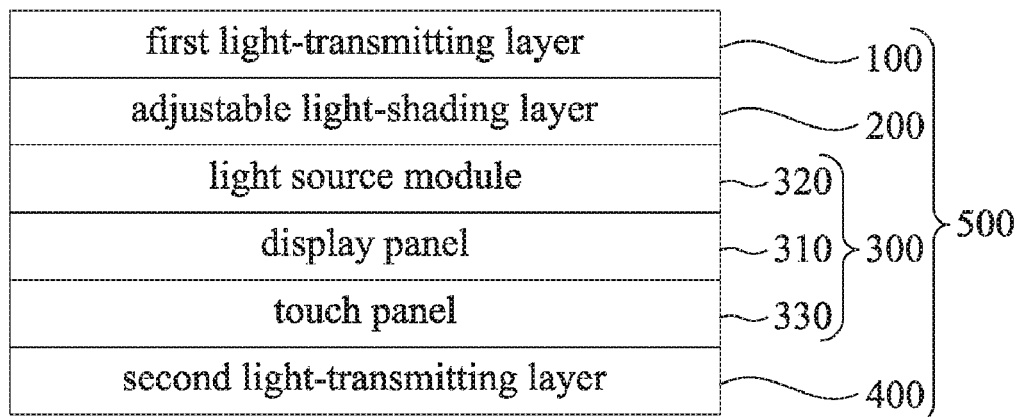 first light-transmitting layer 100
adjustable light-shading layer 200
light source module 320
display panel 310 300 500
touch panel 330
second light-transmitting layer 400